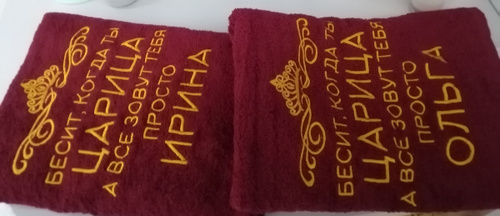 БЕСИТ, КОГДА ТЫ
ЦАРИЦА
А ВСЕ ЗОВУТ ТЕБЯ
ПРОСТО
ИРИНА
БЕСИТ, КОГДА ТЫ
ЦАРИЦА
А ВСЕ ЗОВУТ ТЕБЯ
ПРОСТО
ОЛЬГА